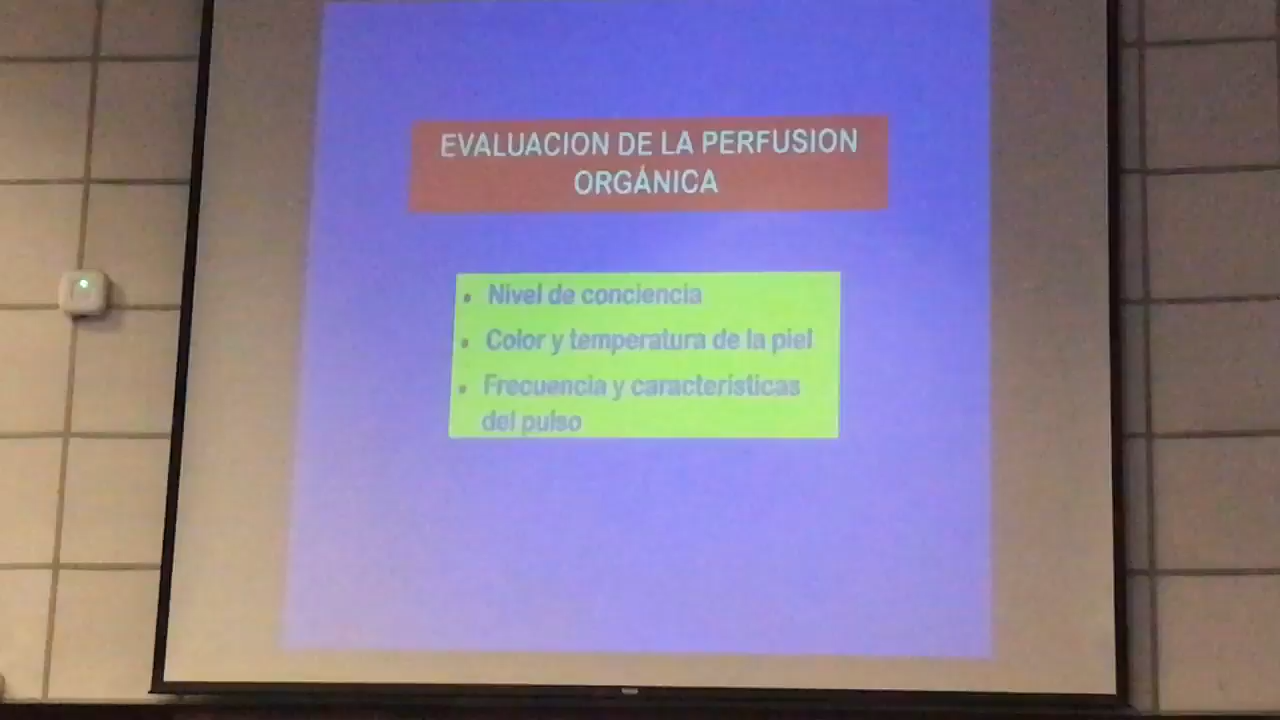 EVALUACION DE LA PERFUSION
ORGÁNICA
• Nivel de conciencia
• Color y temperatura de la piel
• Frecuencia y características
del pulso